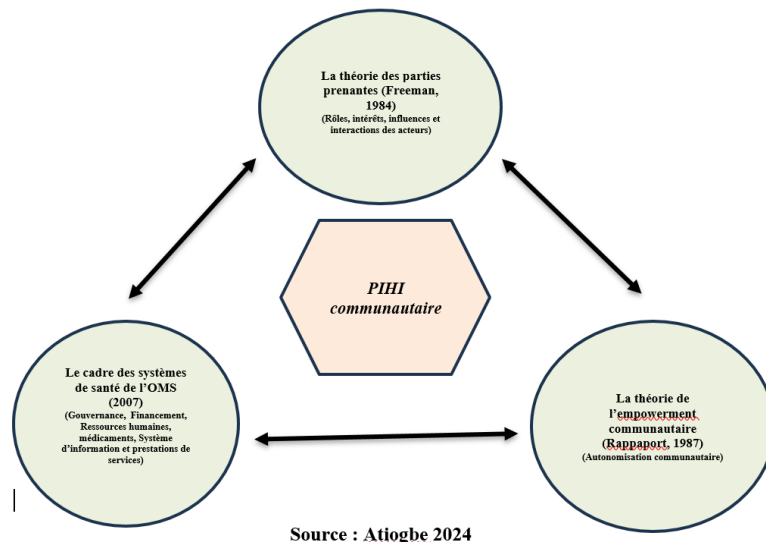 La théorie des parties
prenantes (Freeman,
1984)
(Rôles, intérêts, influences et
interactions des acteurs)
PIHI
communautaire
Le cadre des systèmes
de santé de l'OMS
(2007)
(Gouvernance, Financement,
Ressources humaines,
médicaments, Système
d'information et prestations de
services)
La théorie de
l'empowerment
communautaire
(Rappaport, 1987)
(Autonomisation communautaire)
Source : Atiogbe 2024